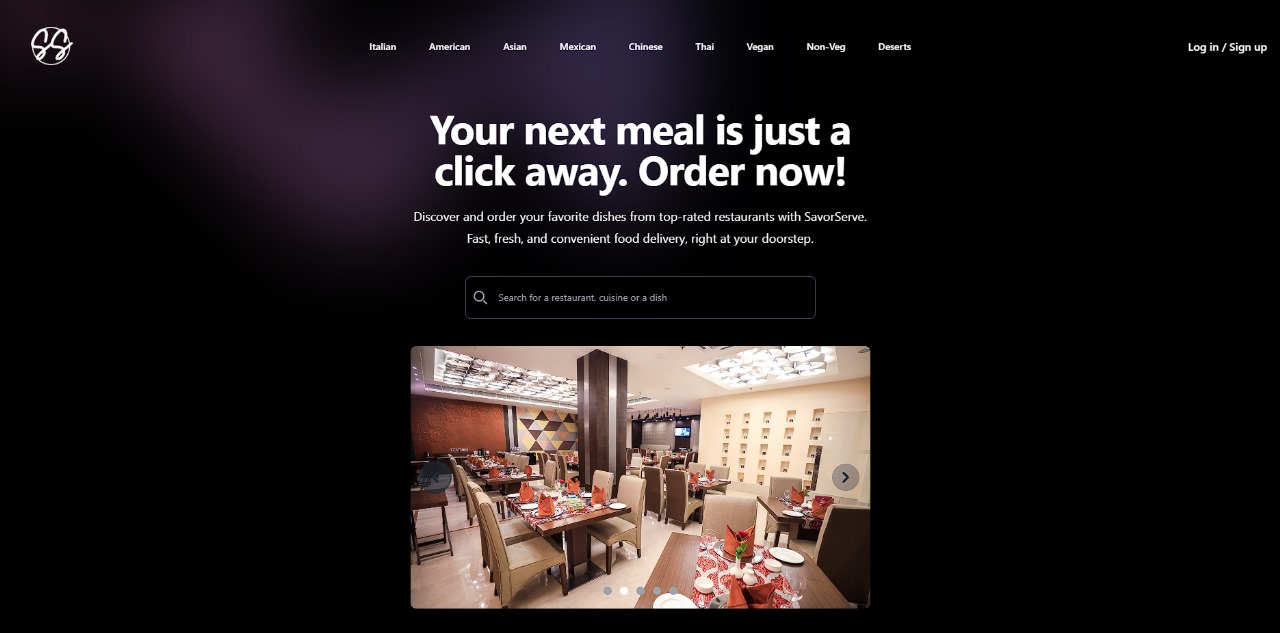 SS
Italian American Asian Mexican Chinese Thai Vegan Non-Veg Deserts
Log in / Sign up
Your next meal is just a
click away. Order now!
Discover and order your favorite dishes from top-rated restaurants with SavorServe.
Fast, fresh, and convenient food delivery, right at your doorstep.
Search for a restaurant, cuisine or a dish